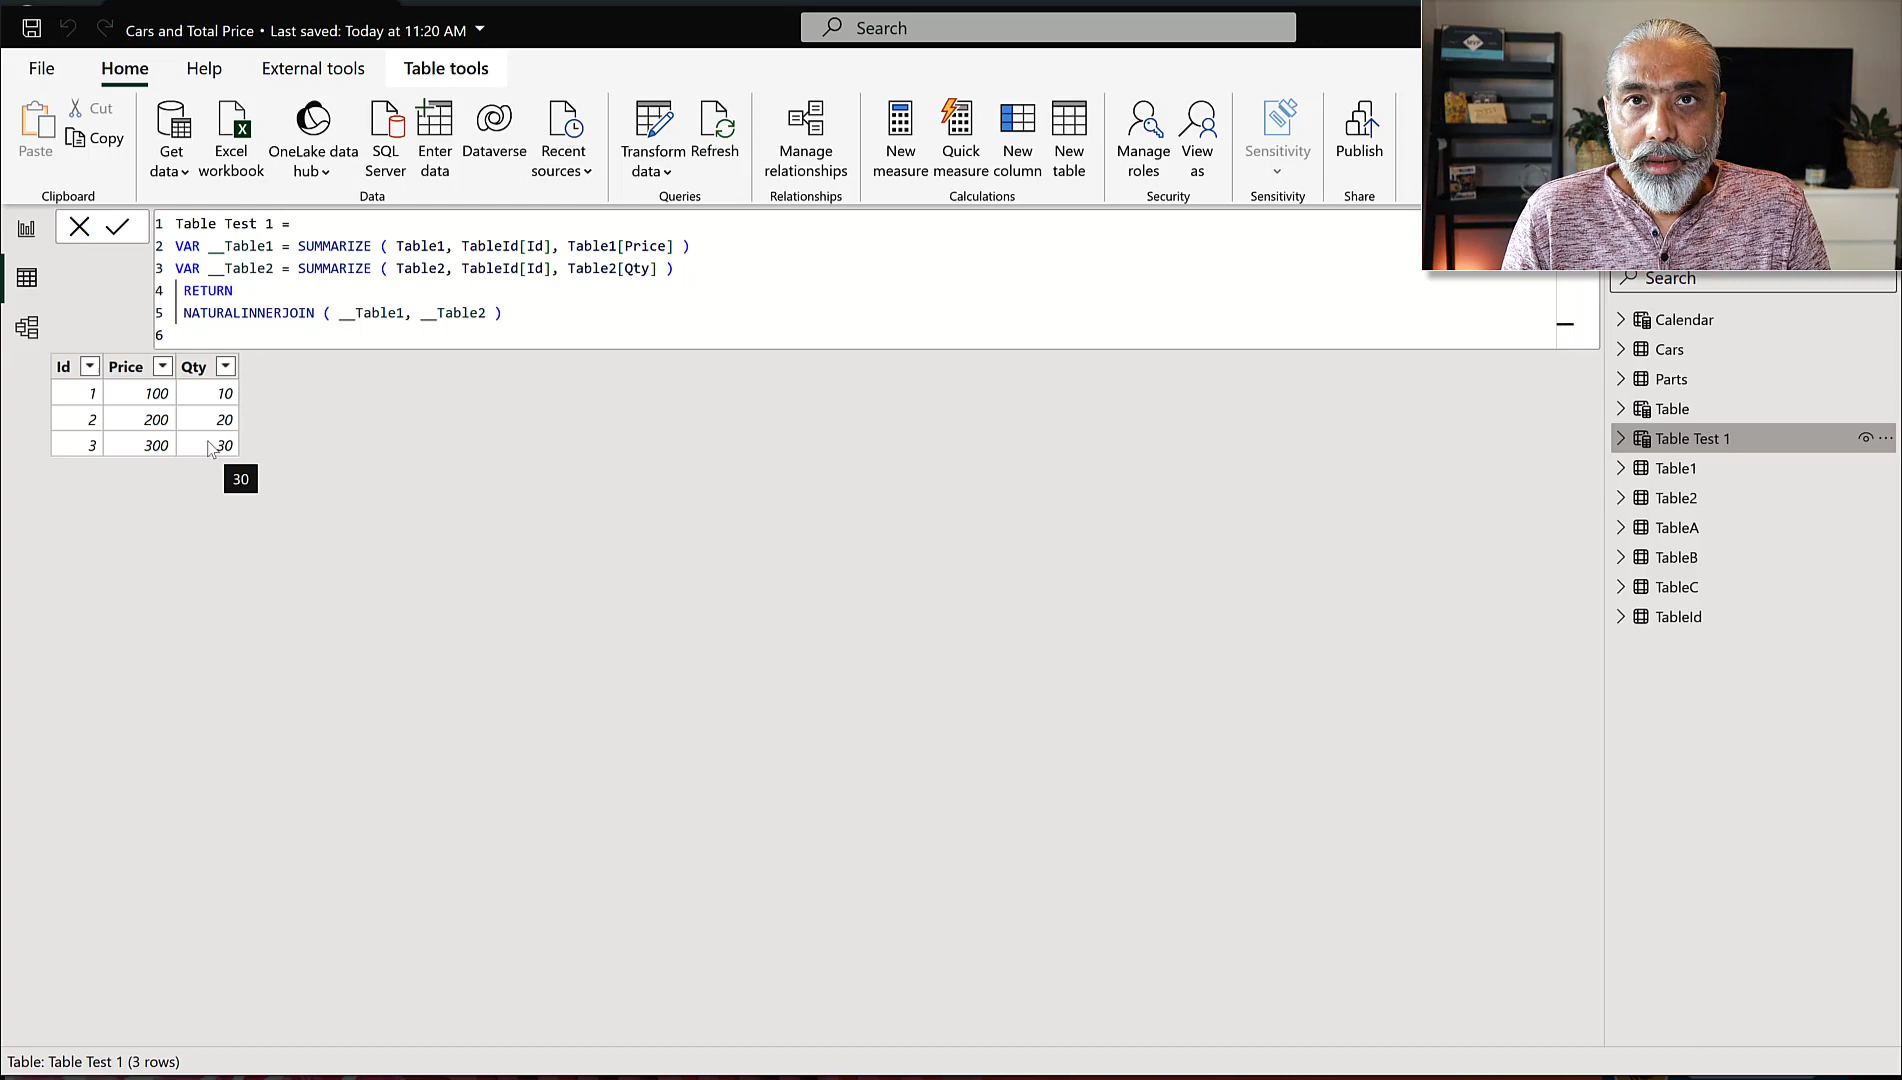 Cars and Total Price • Last saved: Today at 11:20 AM
Search
File
Home
Help
External tools
Table tools
Paste
Cut
Copy
Clipboard
Get data
Excel workbook
OneLake data hub
SQL Server
Enter data
Dataverse
Recent sources
Data
Transform data
Refresh
Queries
Manage relationships
Relationships
New measure
Quick measure
New column
New table
Calculations
Manage roles
View as
Security
Sensitivity
Sensitivity
Publish
Share
1 Table Test 1 =
2 VAR __Table1 = SUMMARIZE ( Table1, TableId[Id], Table1[Price] )
3 VAR __Table2 = SUMMARIZE ( Table2, TableId[Id], Table2[Qty] )
4 RETURN
5 NATURALINNERJOIN ( __Table1, __Table2 )
6
Id Price Qty
1 100 10
2 200 20
3 300 30
30
Search
Calendar
Cars
Parts
Table
Table Test 1
Table1
Table2
TableA
TableB
TableC
TableId
Table: Table Test 1 (3 rows)